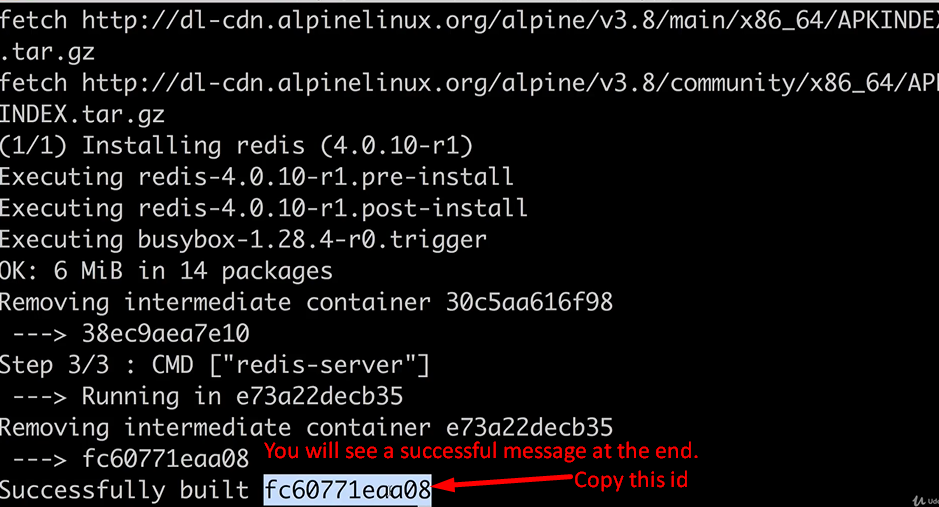 fetch http://dl-cdn.alpinelinux.org/alpine/v3.8/main/x86_64/APKINDEX
.tar.gz
fetch http://dl-cdn.alpinelinux.org/alpine/v3.8/community/x86_64/APK
INDEX.tar.gz
(1/1) Installing redis (4.0.10-r1)
Executing redis-4.0.10-r1.pre-install
Executing redis-4.0.10-r1.post-install
Executing busybox-1.28.4-r0.trigger
OK: 6 MiB in 14 packages
Removing intermediate container 30c5aa616f98
---> 38ec9aea7e10
Step 3/3 : CMD ["redis-server"]
---> Running in e73a22decb35
Removing intermediate container e73a22decb35
---> fc60771eaa08
You will see a successful message at the end.
Successfully built fc60771eaa08
Copy this id